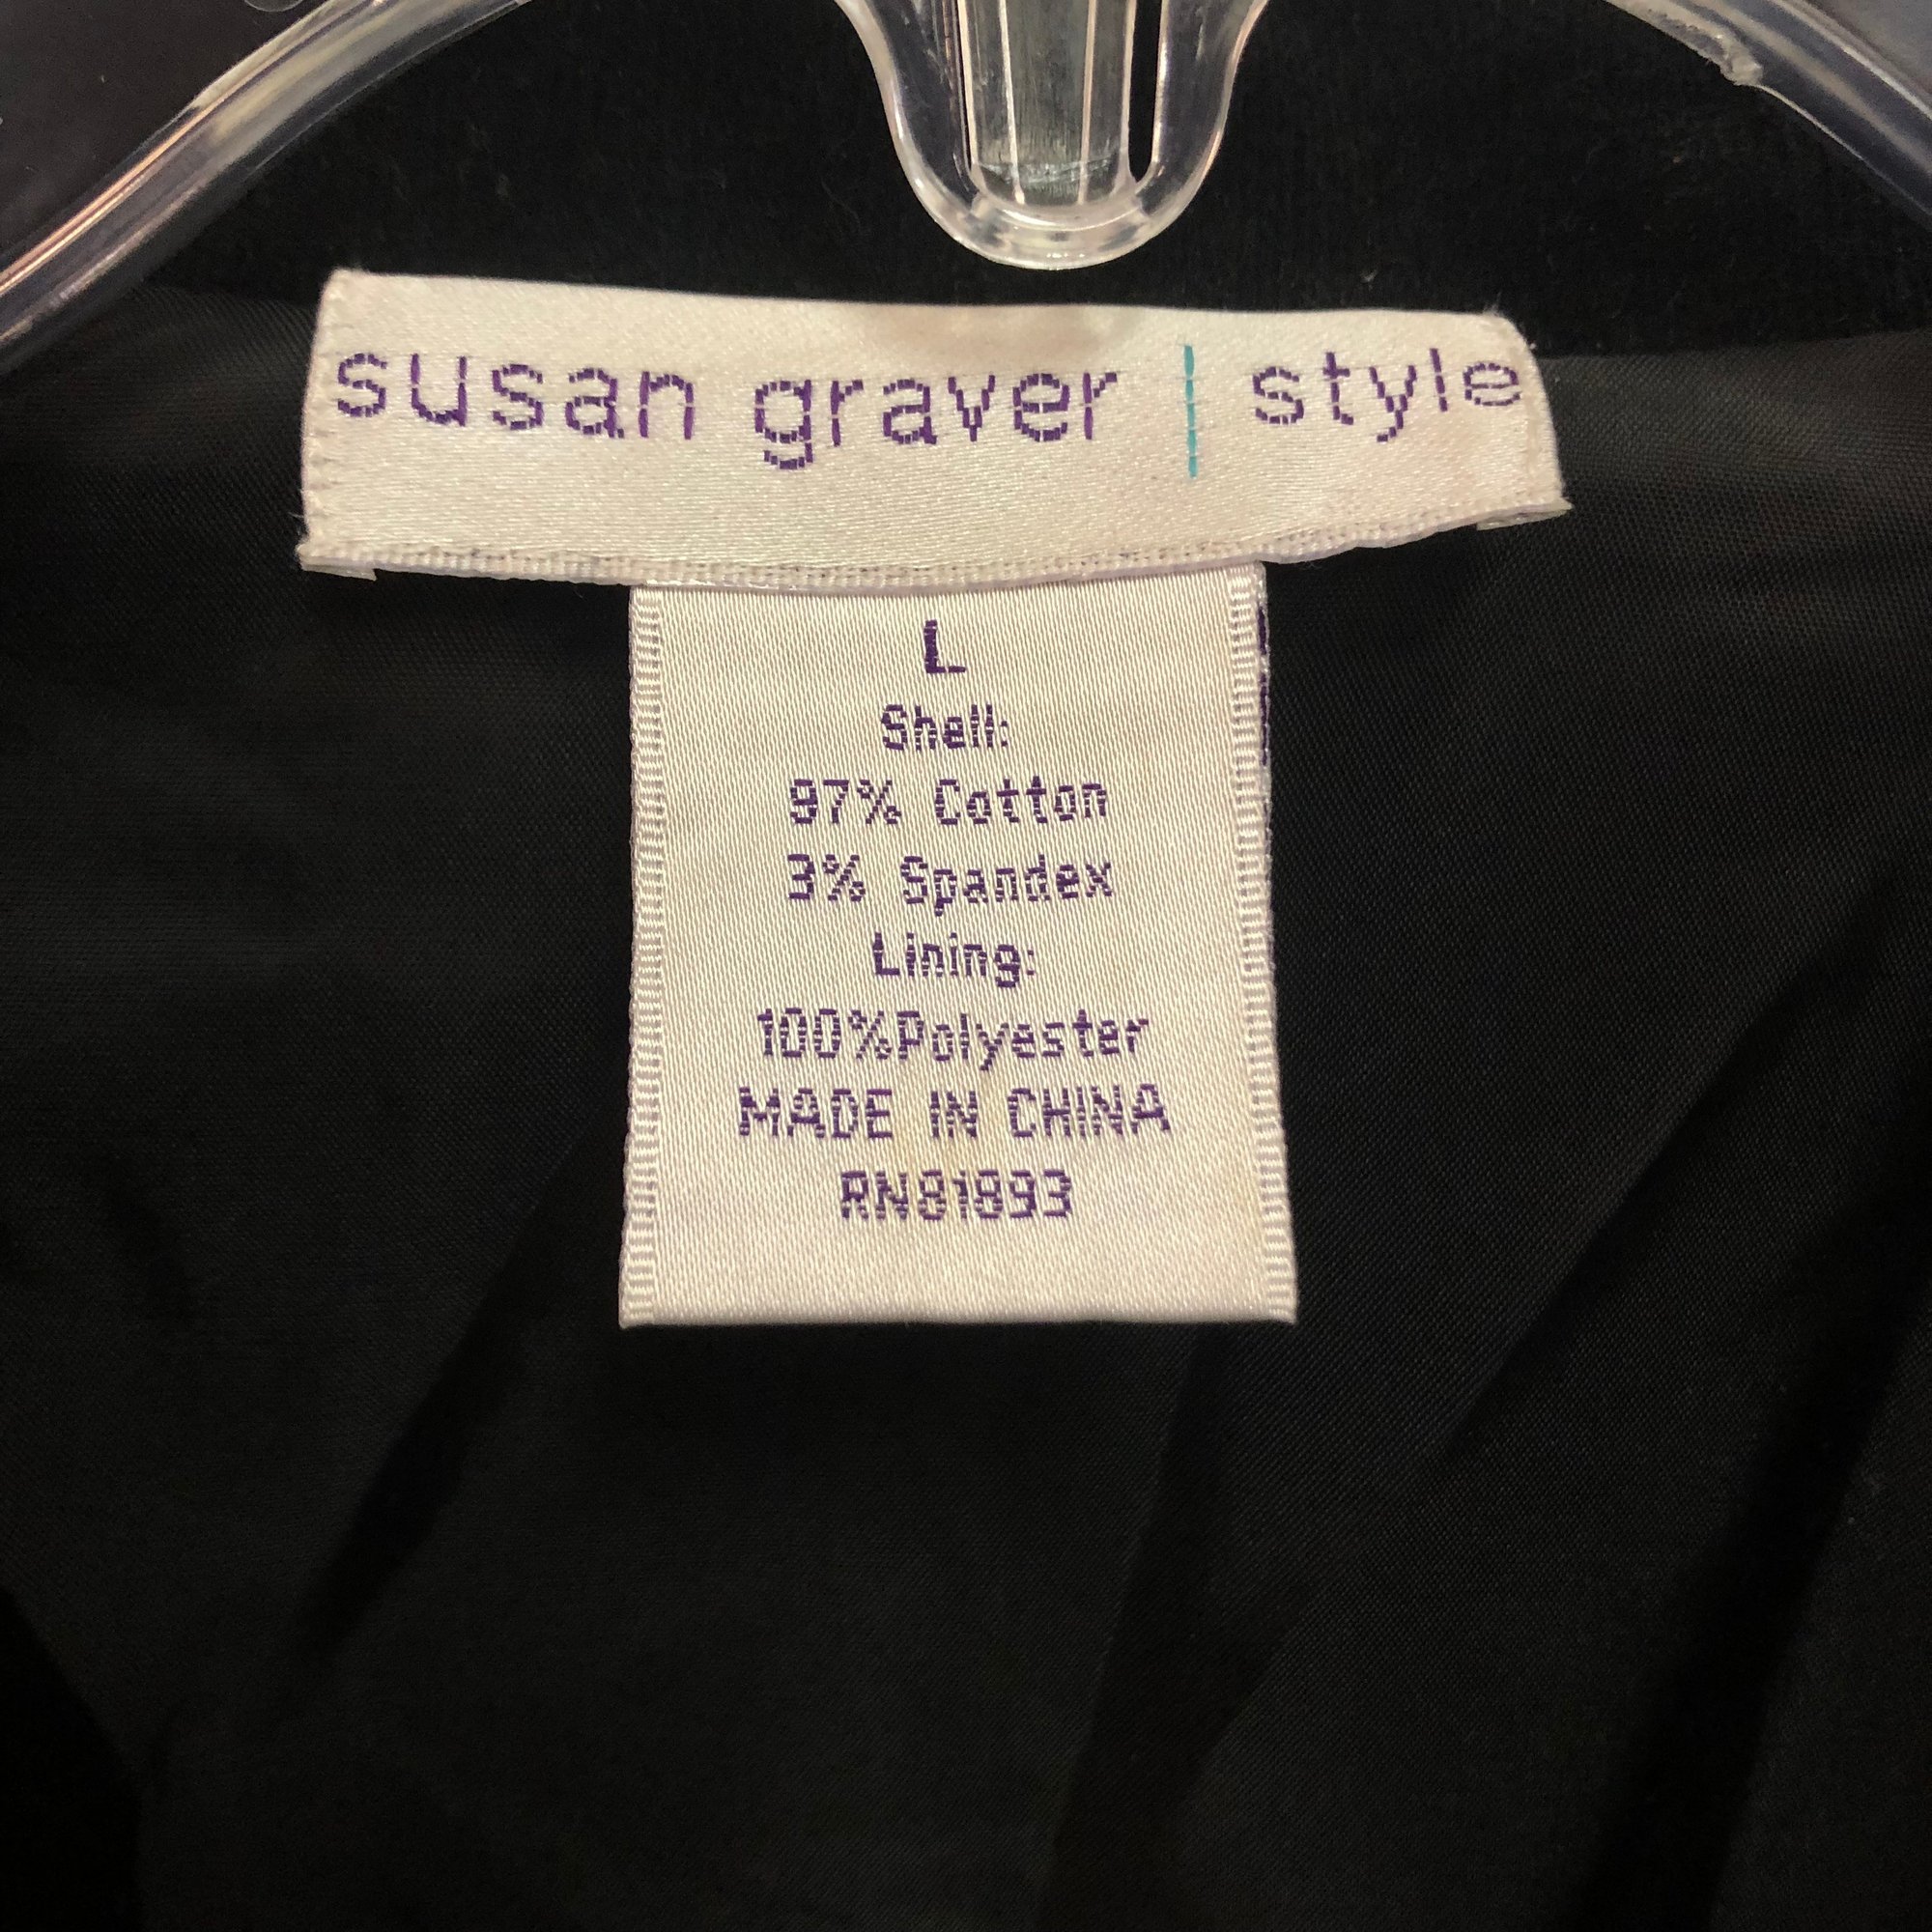 susan graver | style
L
Shell:
97% Cotton
3% Spandex
Lining:
100%Polyester
MADE IN CHINA
RN81893